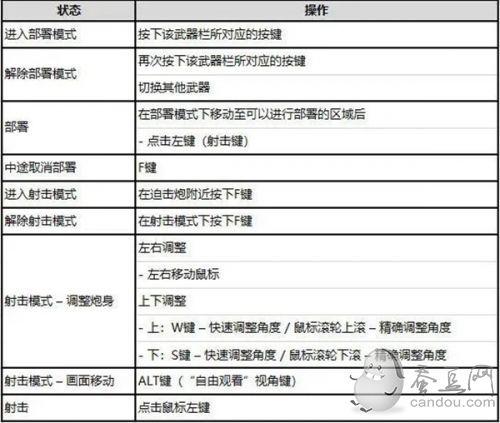 状态 操作
进入部署模式 按下该武器栏所对应的按键
解除部署模式 再次按下该武器栏所对应的按键
切换其他武器
部署 在部署模式下移动至可以进行部署的区域后
- 点击左键（射击键）
中途取消部署 F键
进入射击模式 在迫击炮附近按下F键
解除射击模式 在射击模式下按下F键
射击模式 – 调整炮身 左右调整
- 左右移动鼠标
上下调整
- 上：W键 – 快速调整角度 / 鼠标滚轮上滚 – 精确调整角度
- 下：S键 – 快速调整角度 / 鼠标滚轮下滚 – 精确调整角度
射击模式 – 画面移动 ALT键（“自由观看”视角键）
射击 点击鼠标左键
蚕豆网
candou.com